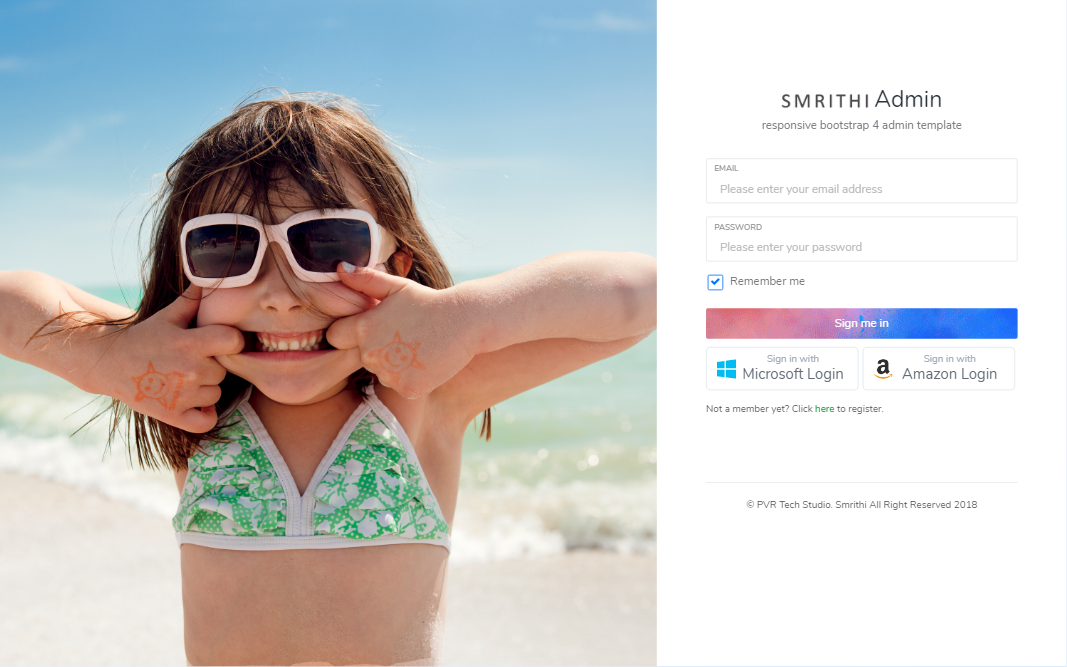 SMRITHI Admin
responsive bootstrap 4 admin template
EMAIL
Please enter your email address
PASSWORD
Please enter your password
Remember me
Sign me in
Sign in with
Microsoft Login
Sign in with
Amazon Login
Not a member yet? Click here to register.
© PVR Tech Studio. Smrithi All Right Reserved 2018